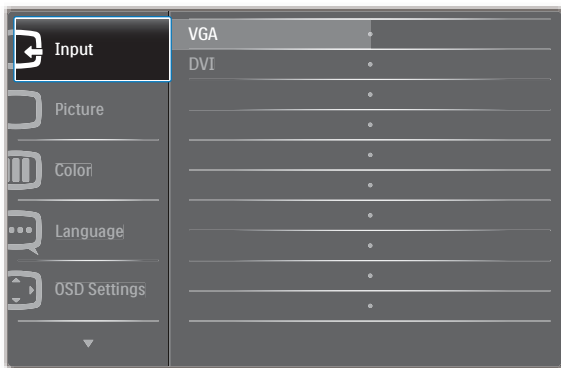 Input
Picture
Color
Language
OSD Settings
VGA
DVI